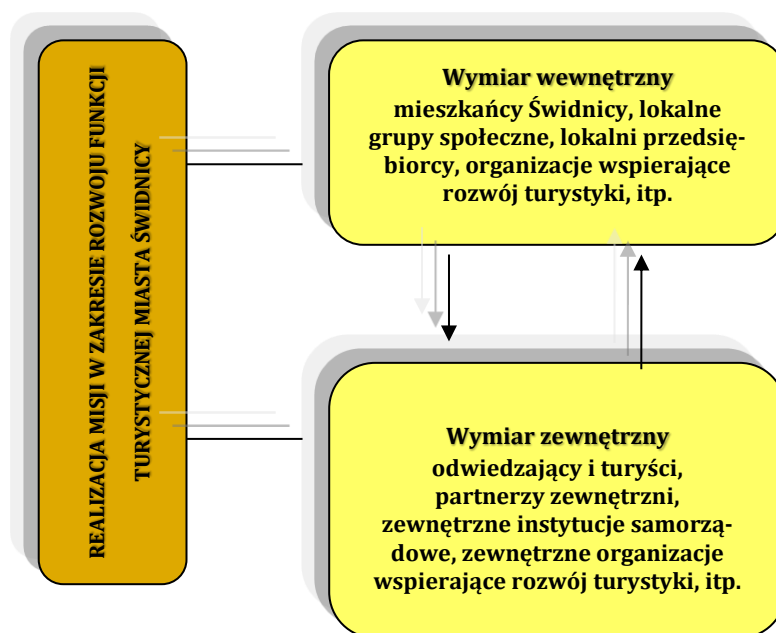 REALIZACJA MISJI W ZAKRESIE ROZWOJU FUNKCJI
TURYSTYCZNEJ MIASTA ŚWIDNICY
Wymiar wewnętrzny
mieszkańcy Świdnicy, lokalne
grupy społeczne, lokalni przedsię-
biorcy, organizacje wspierające
rozwój turystyki, itp.
Wymiar zewnętrzny
odwiedzający i turyści,
partnerzy zewnętrzni,
zewnętrzne instytucje samorzą-
dowe, zewnętrzne organizacje
wspierające rozwój turystyki, itp.